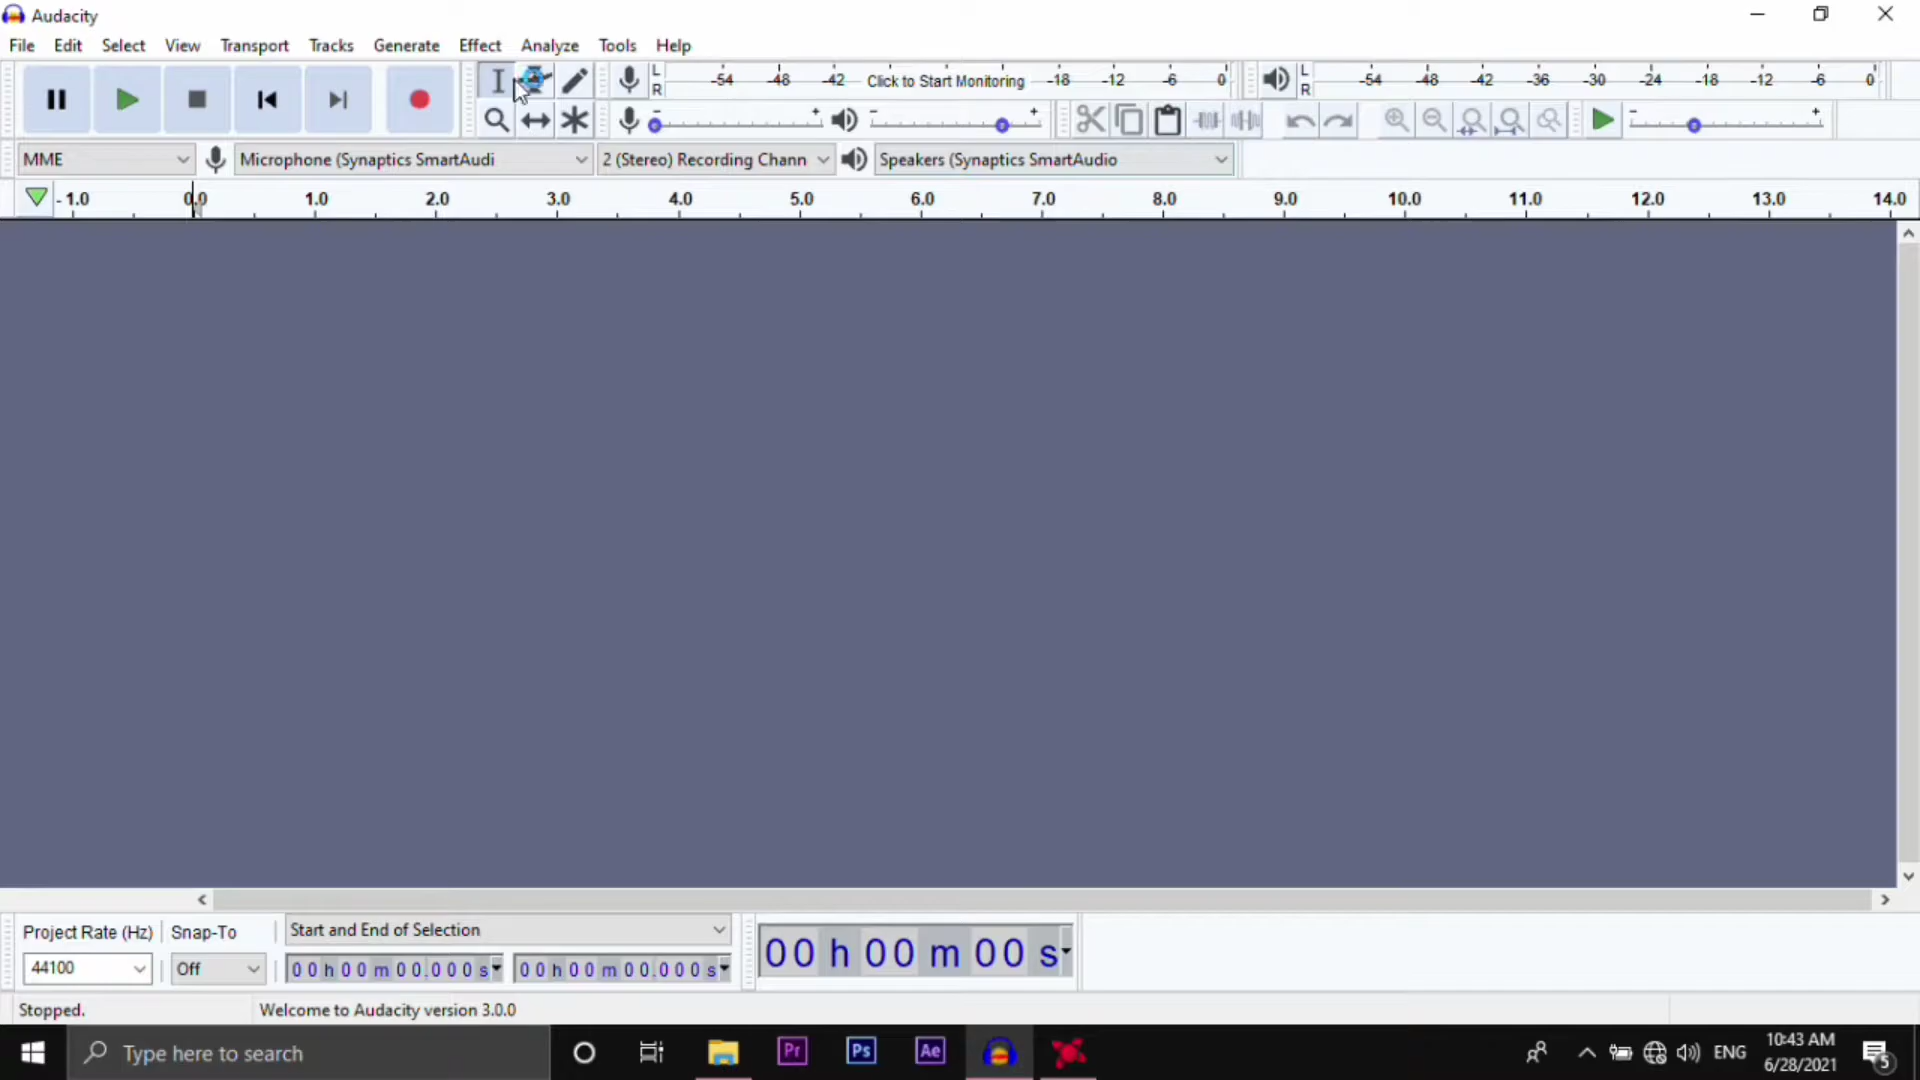 Audacity
File Edit Select View Transport Tracks Generate Effect Analyze Tools Help
L R -54 -48 -42 Click to Start Monitoring -18 -12 -6 0 L R -54 -48 -42 -36 -30 -24 -18 -12 -6 0
- + - + - +
MME Microphone (Synaptics SmartAudi 2 (Stereo) Recording Chann Speakers (Synaptics SmartAudio
-1.0 0.0 1.0 2.0 3.0 4.0 5.0 6.0 7.0 8.0 9.0 10.0 11.0 12.0 13.0 14.0
Project Rate (Hz) Snap-To Start and End of Selection
44100 Off 00 h 00 m 00.000 s 00 h 00 m 00.000 s 00 h 00 m 00 s
Stopped. Welcome to Audacity version 3.0.0
Type here to search Pr Ps Ae ENG 10:43 AM
6/28/2021 5